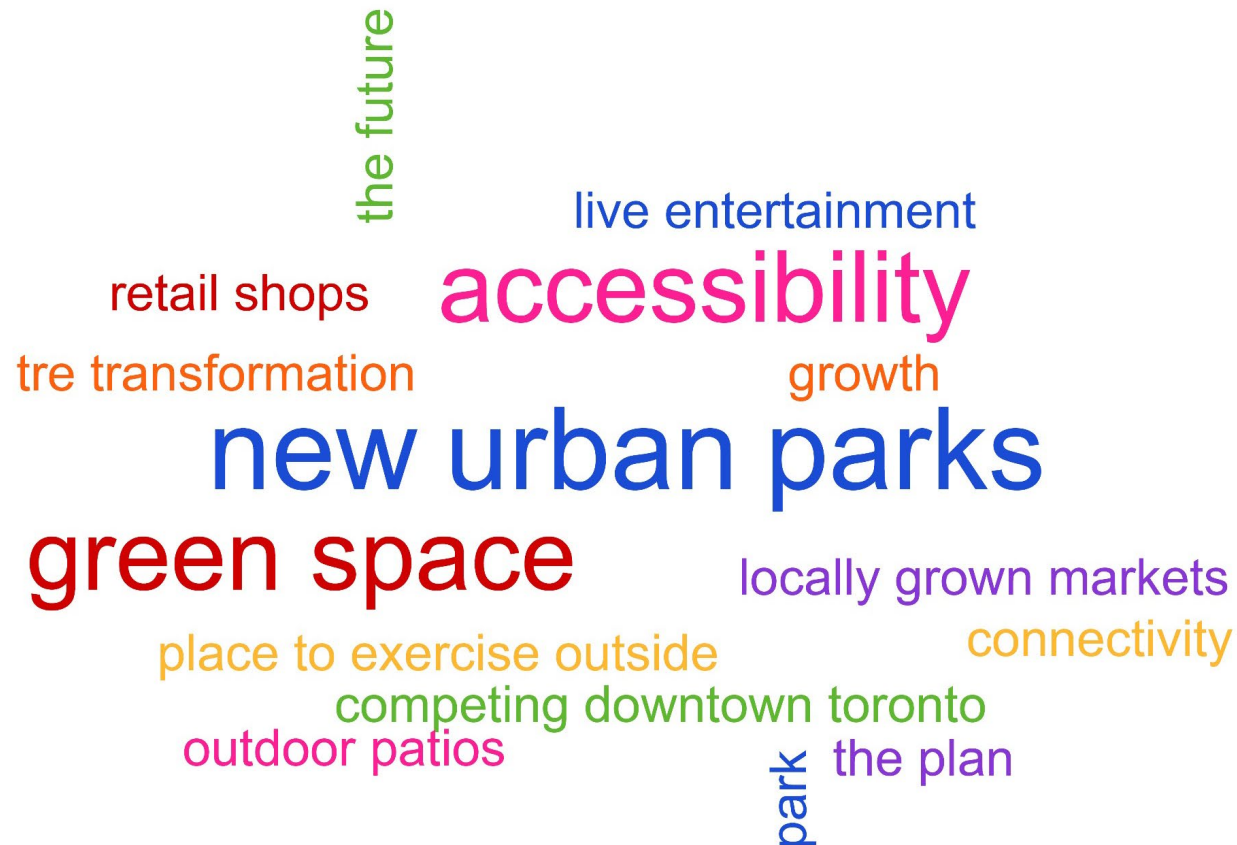 the future
live entertainment
accessibility
retail shops
tre transformation
growth
new urban parks
green space
locally grown markets
connectivity
place to exercise outside
competing downtown toronto
outdoor patios
the plan
park